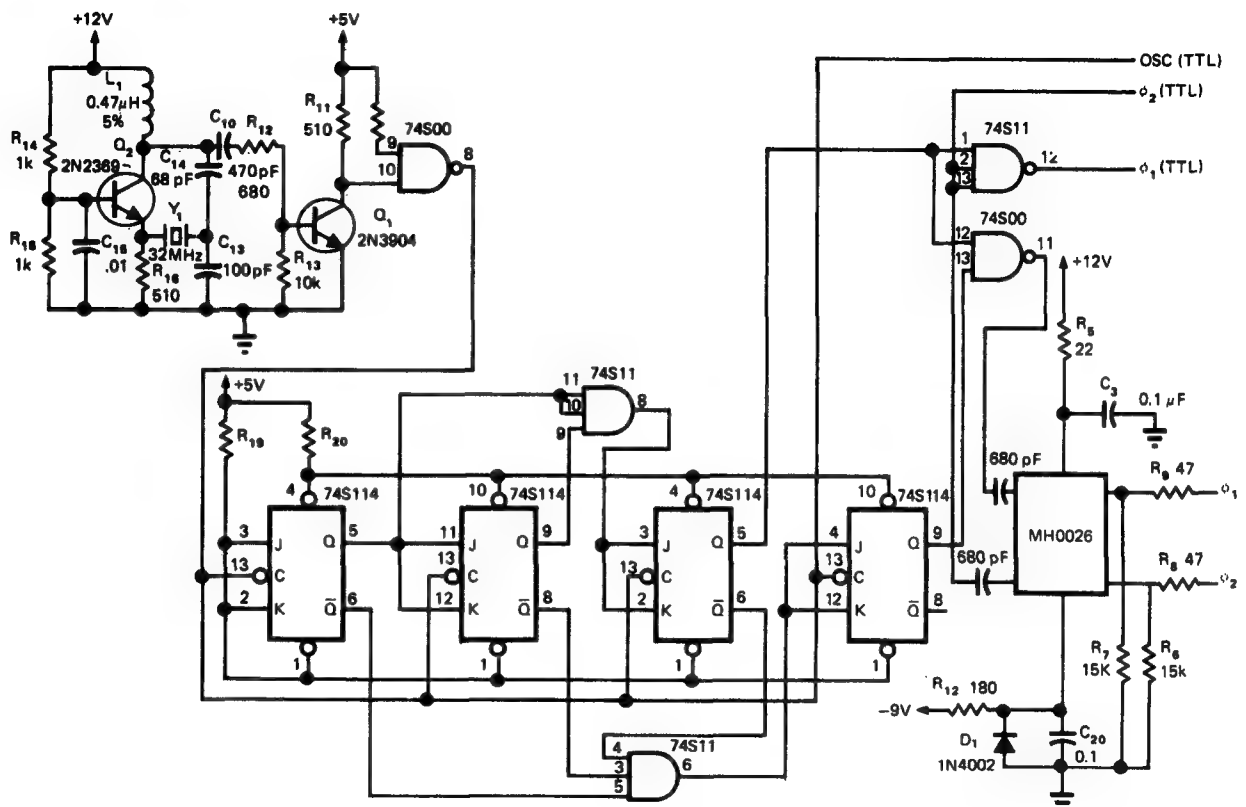 +12V
+5V
OSC (TTL)
L1
0.47μH
5%
R11
510
ϕ2 (TTL)
C10
R12
74S00
9
8
10
74S11
1
2
13
12
ϕ1 (TTL)
R14
1k
Q2
2N2369
C14
68 pF
470pF
680
Q1
2N3904
74S00
12
11
13
R15
1k
C15
.01
Y1
32MHz
C13
100pF
R16
510
R13
10k
+12V
R5
22
+5V
74S11
11
10
9
8
C3
0.1 μF
R19
R20
4
74S114
10
74S114
4
74S114
10
74S114
680 pF
R9 47
ϕ1
3
J
Q
5
11
J
Q
9
3
J
Q
5
4
J
Q
9
MH0026
13
C
13
C
13
C
13
C
680 pF
R8 47
ϕ2
2
K
Q̅
6
12
K
Q̅
8
2
K
Q̅
6
12
K
Q̅
8
1
1
1
1
R7
15K
R6
15k
R12 180
-9V
74S11
4
3
5
6
D1
1N4002
C20
0.1